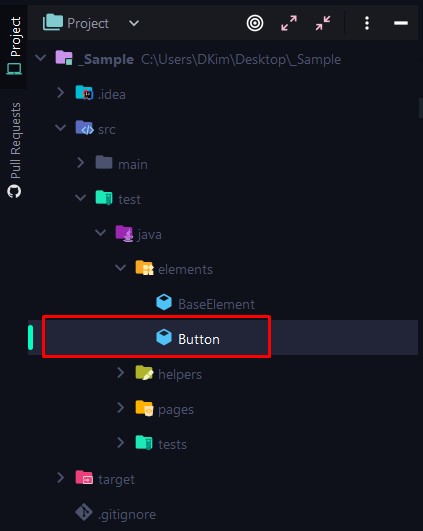 Project
Project
Pull Requests
_Sample C:\Users\DKim\Desktop\_Sample
.idea
src
main
test
java
elements
BaseElement
Button
helpers
pages
tests
target
.gitignore